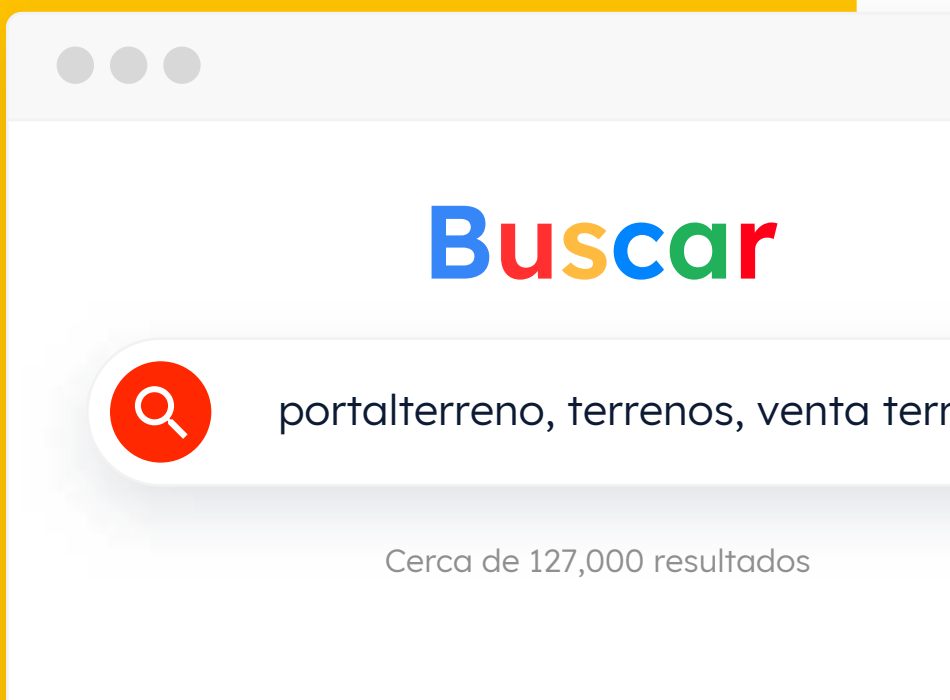 Buscar
portalterreno, terrenos, venta
Cerca de 127,000 resultados